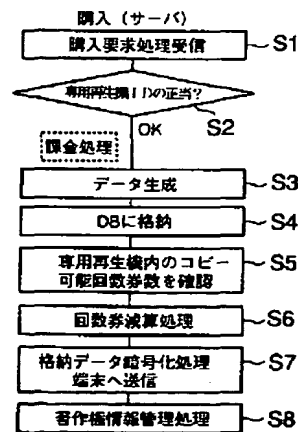 購入（サーバ）
購入要求処理受信
S1
専用再生機IDの正当？
S2
OK
課金処理
データ生成
S3
DBに格納
S4
専用再生機内のコピー
可能回数券数を確認
S5
回数券減算処理
S6
格納データ暗号化処理
端末へ送信
S7
著作権情報管理処理
S8